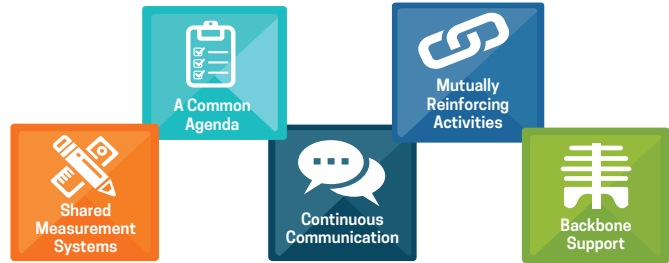 Shared
Measurement
Systems
A Common
Agenda
Continuous
Communication
Mutually
Reinforcing
Activities
Backbone
Support